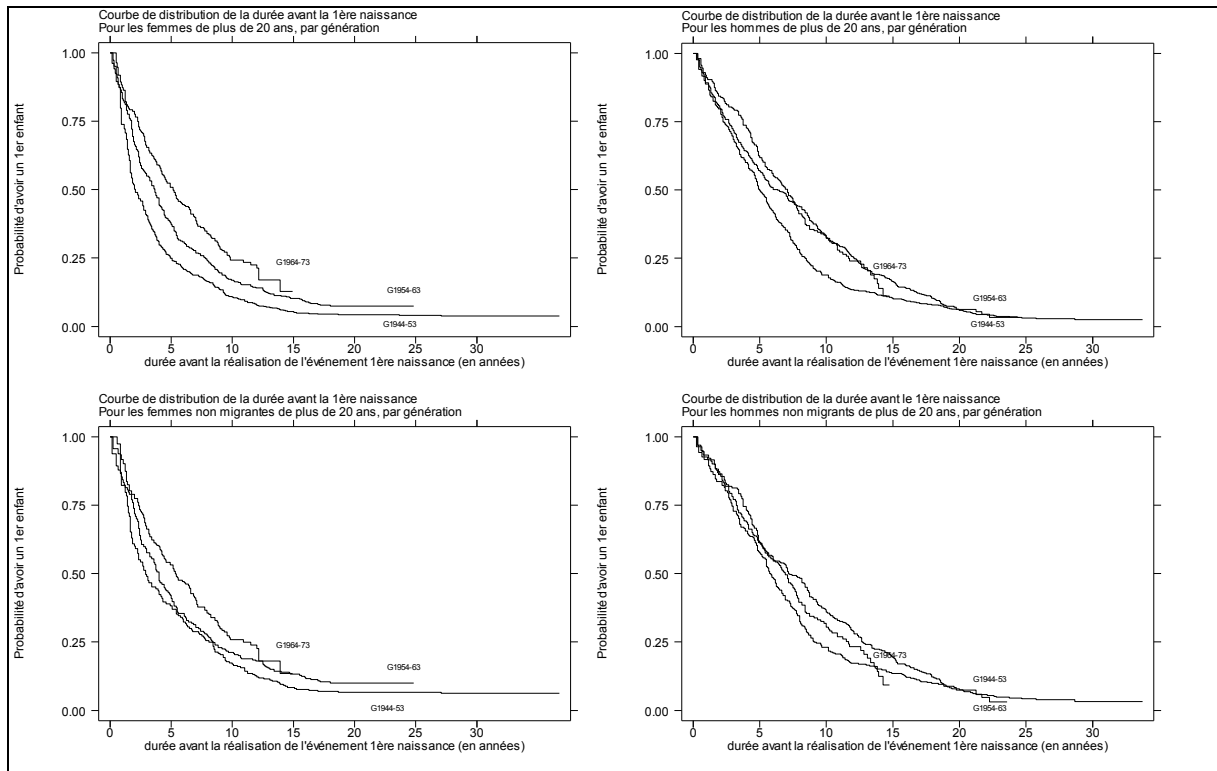 Courbe de distribution de la durée avant la 1ère naissance
Pour les femmes de plus de 20 ans, par génération
Probabilité d'avoir un 1er enfant
1.00
0.75
0.50
0.25
0.00
G1964-73
G1954-63
G1944-53
0 5 10 15 20 25 30
durée avant la réalisation de l'événement 1ère naissance (en années)
Courbe de distribution de la durée avant le 1ère naissance
Pour les hommes de plus de 20 ans, par génération
Probabilité d'avoir un 1er enfant
1.00
0.75
0.50
0.25
0.00
G1964-73
G1954-63
G1944-53
0 5 10 15 20 25 30
durée avant la réalisation de l'événement 1ère naissance (en années)
Courbe de distribution de la durée avant la 1ère naissance
Pour les femmes non migrantes de plus de 20 ans, par génération
Probabilité d'avoir un 1er enfant
1.00
0.75
0.50
0.25
0.00
G1964-73
G1954-63
G1944-53
0 5 10 15 20 25 30
durée avant la réalisation de l'événement 1ère naissance (en années)
Courbe de distribution de la durée avant le 1ère naissance
Pour les hommes non migrants de plus de 20 ans, par génération
Probabilité d'avoir un 1er enfant
1.00
0.75
0.50
0.25
0.00
G1964-73
G1944-53
G1954-63
0 5 10 15 20 25 30
durée avant la réalisation de l'événement 1ère naissance (en années)